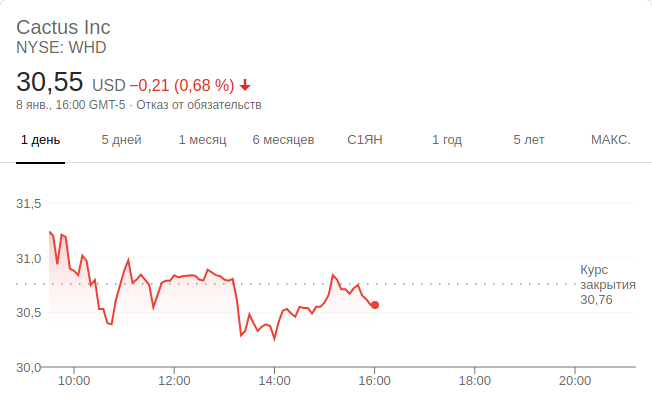 Cactus Inc
NYSE: WHD
30,55 USD −0,21 (0,68 %)
8 янв., 16:00 GMT-5 · Отказ от обязательств
1 день 5 дней 1 месяц 6 месяцев С1ЯН 1 год 5 лет МАКС.
31,5
31,0
Курс
закрытия
30,76
30,5
30,0
10:00 12:00 14:00 16:00 18:00 20:00